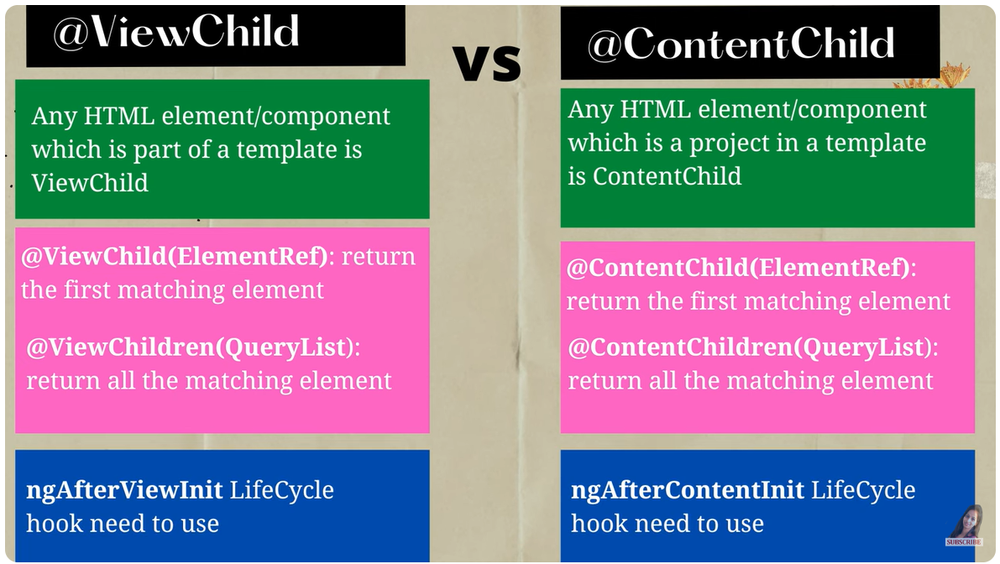 @ViewChild
vs
@ContentChild
Any HTML element/component
which is part of a template is
ViewChild
Any HTML element/component
which is a project in a template
is ContentChild
@ViewChild(ElementRef): return
the first matching element
@ViewChildren(QueryList):
return all the matching element
@ContentChild(ElementRef):
return the first matching element
@ContentChildren(QueryList):
return all the matching element
ngAfterViewInit LifeCycle
hook need to use
ngAfterContentInit LifeCycle
hook need to use
SUBSCRIBE